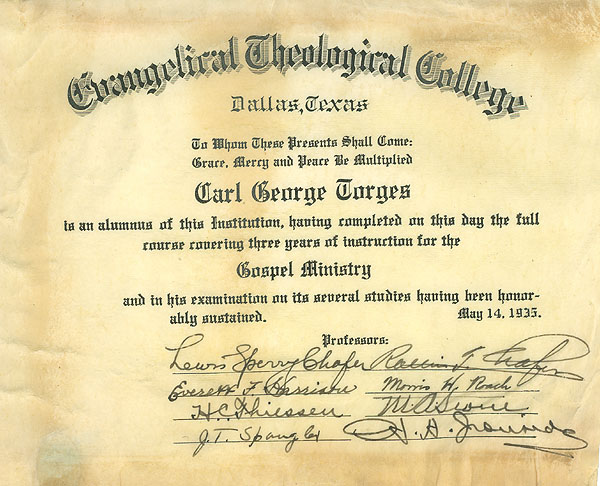 Evangelical Theological College
Dallas, Texas
To Whom These Presents Shall Come:
Grace, Mercy and Peace Be Multiplied
Carl George Torges
is an alumnus of this Institution, having completed on this day the full
course covering three years of instruction for the
Gospel Ministry
and in his examination on its several studies having been honor-
ably sustained. May 14, 1935.
Professors:
Lewis Sperry Chafer Rollin T. Chafer
Everett F Harrison Morris H. Roach
H.C. Thiessen
J.T. Spangler H. A. Ironside